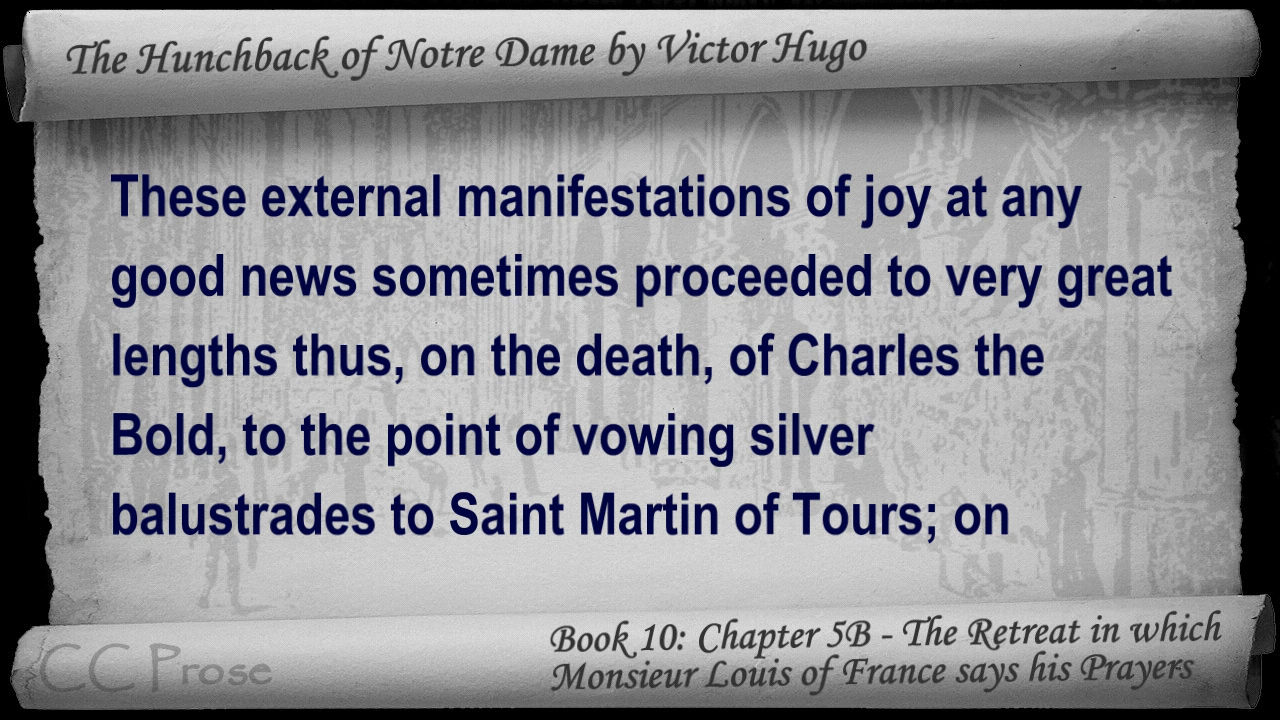 The Hunchback of Notre Dame by Victor Hugo
These external manifestations of joy at any
good news sometimes proceeded to very great
lengths thus, on the death, of Charles the
Bold, to the point of vowing silver
balustrades to Saint Martin of Tours; on
CC Prose
Book 10: Chapter 5B - The Retreat in which
Monsieur Louis of France says his Prayers